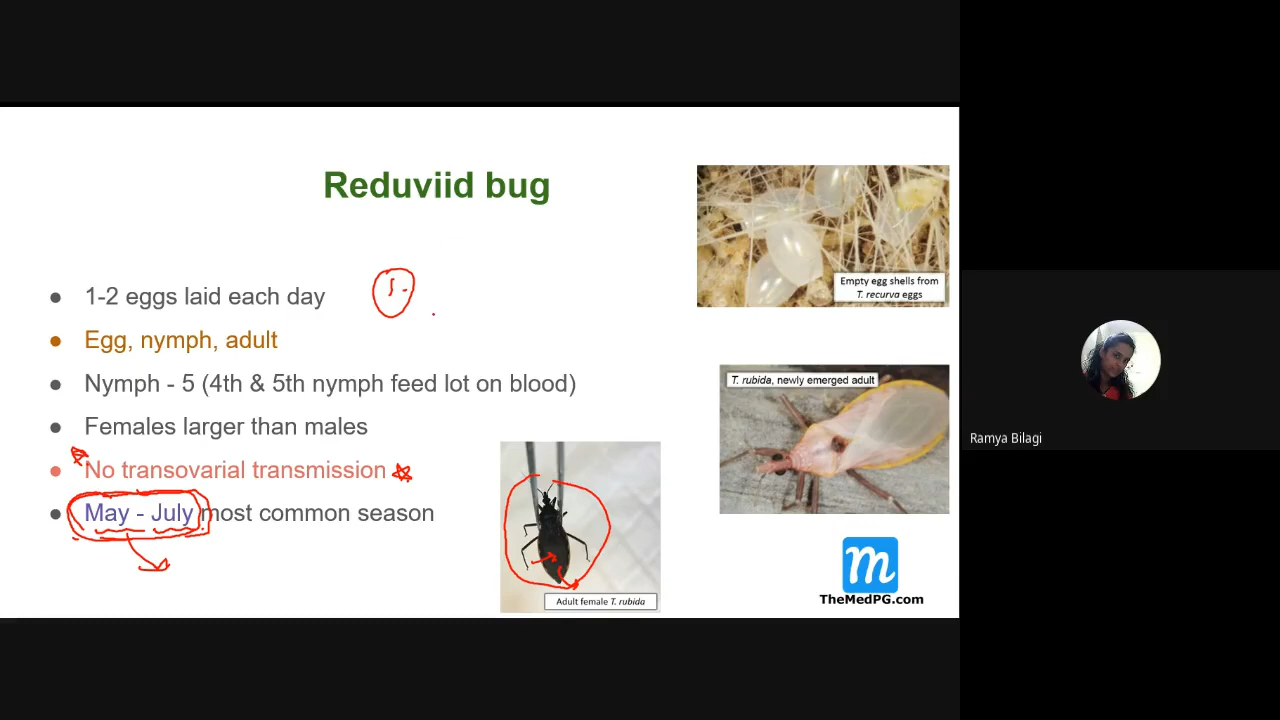 Reduviid bug
● 1-2 eggs laid each day
● Egg, nymph, adult
● Nymph - 5 (4th & 5th nymph feed lot on blood)
● Females larger than males
● No transovarial transmission
● May - July most common season
Empty egg shells from
T. recurva eggs
T. rubida, newly emerged adult
Adult female T. rubida
m
TheMedPG.com
Ramya Bilagi